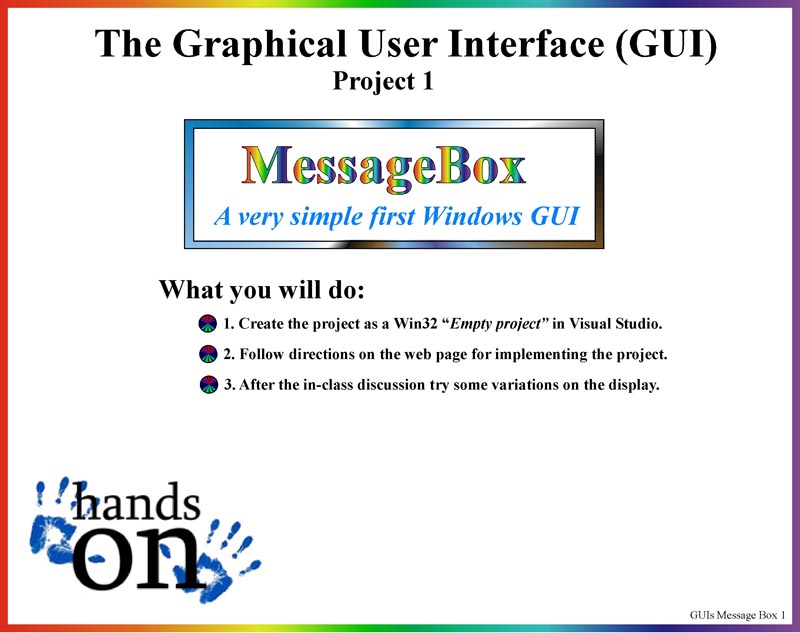 The Graphical User Interface (GUI)
Project 1
MessageBox
A very simple first Windows GUI
What you will do:
1. Create the project as a Win32 “Empty project” in Visual Studio.
2. Follow directions on the web page for implementing the project.
3. After the in-class discussion try some variations on the display.
hands
on
GUIs Message Box 1